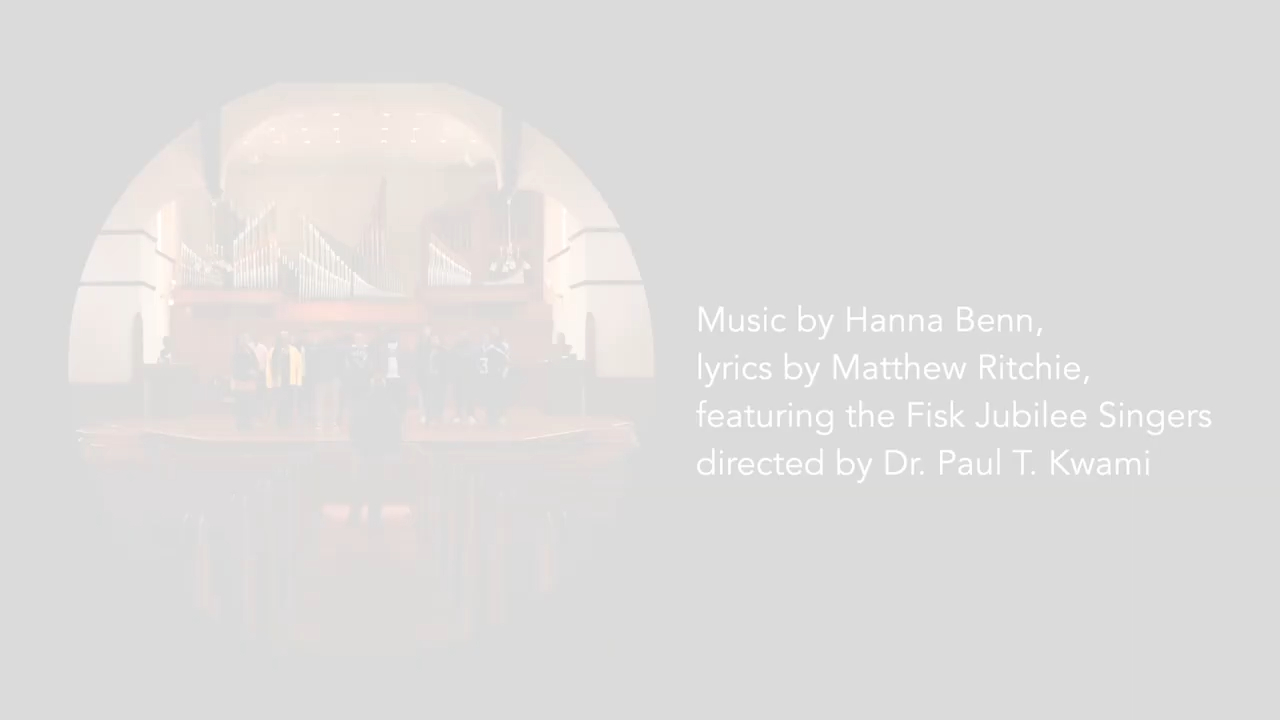 Music by Hanna Benn,
lyrics by Matthew Ritchie,
featuring the Fisk Jubilee Singers
directed by Dr. Paul T. Kwami